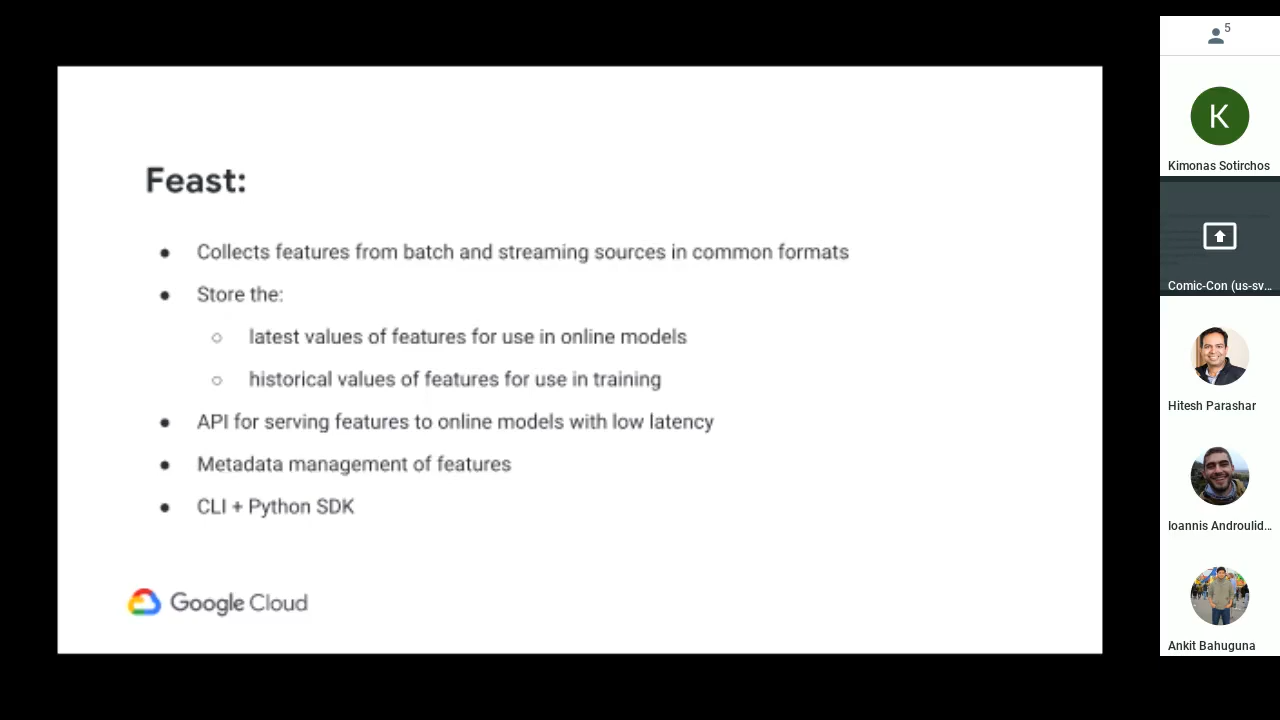 Feast:
● Collects features from batch and streaming sources in common formats
● Store the:
○ latest values of features for use in online models
○ historical values of features for use in training
● API for serving features to online models with low latency
● Metadata management of features
● CLI + Python SDK
Google Cloud
5
K
Kimonas Sotirchos
Comic-Con (us-sv...
Hitesh Parashar
Ioannis Androulid...
Ankit Bahuguna